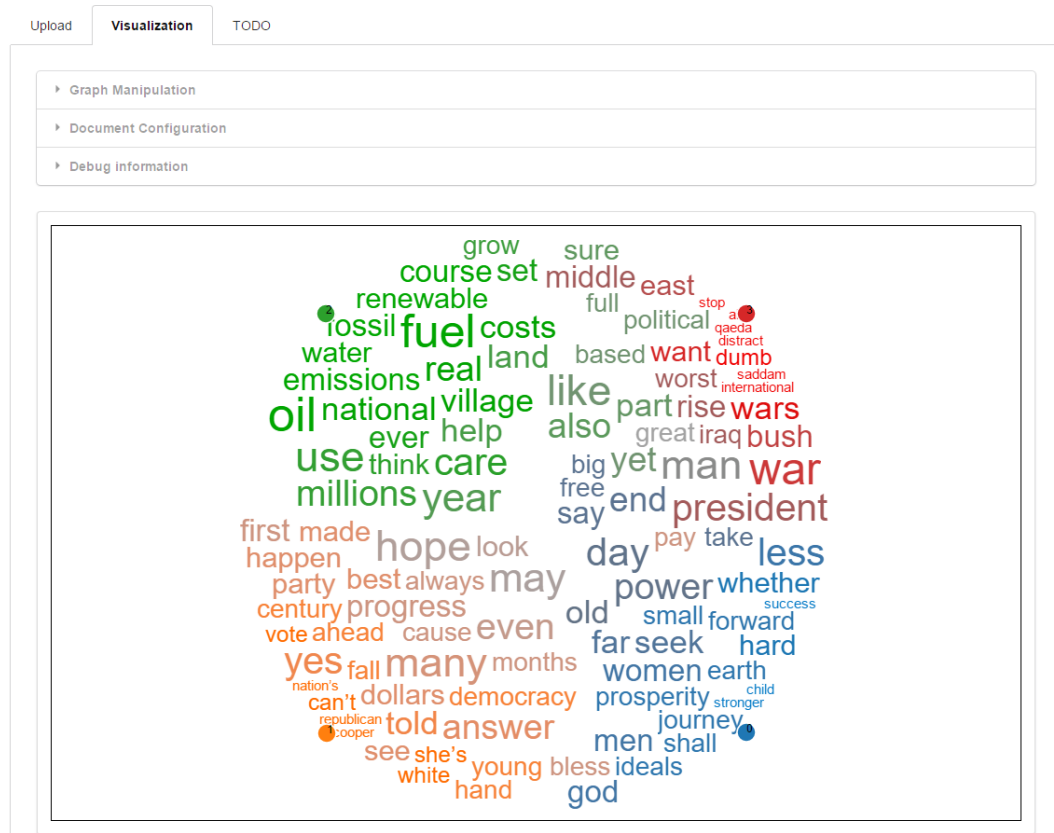 Upload Visualization TODO
Graph Manipulation
Document Configuration
Debug information
grow sure
course set middle east
renewable full stop
2 fossil fuel costs political a 3
qaeda
distract
water land based want dumb
emissions real worst saddam
international
oil national village like part rise wars
ever help also great iraq bush
use think care big yet man war
millions year free end president
say
first made hope look day pay take less
happen
party best always may power whether
century progress old small forward success
vote ahead cause even far seek hard
yes fall many months women earth
nation's child
can't dollars democracy prosperity stronger
republican told answer journey
1 cooper men shall 0
see she's young bless ideals
white hand god